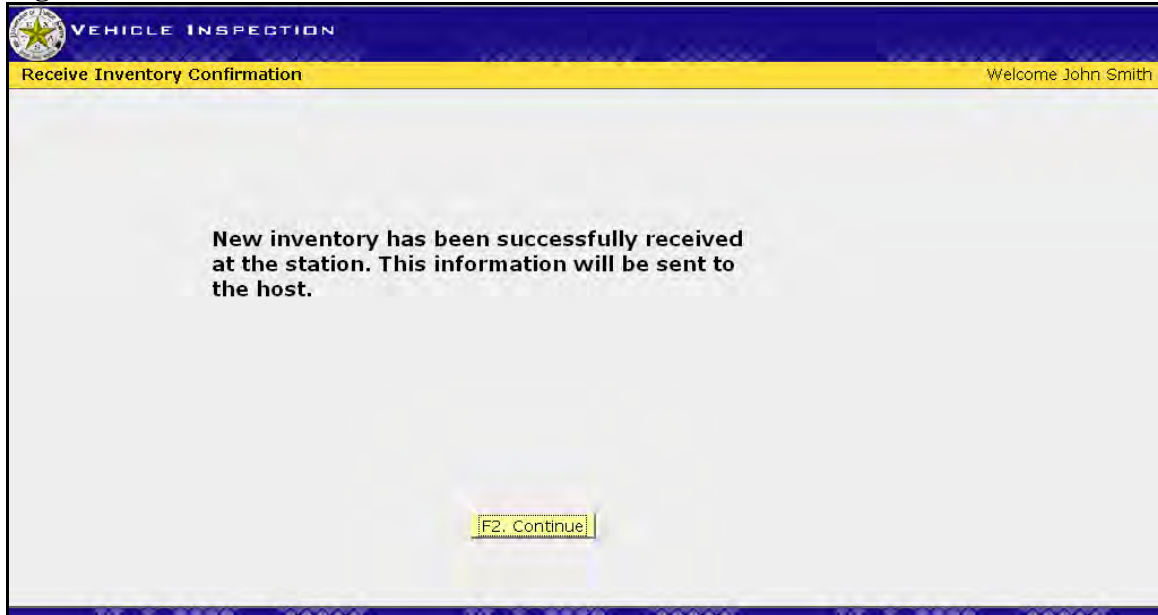 VEHICLE INSPECTION
Receive Inventory Confirmation
Welcome John Smith
New inventory has been successfully received
at the station. This information will be sent to
the host.
F2. Continue